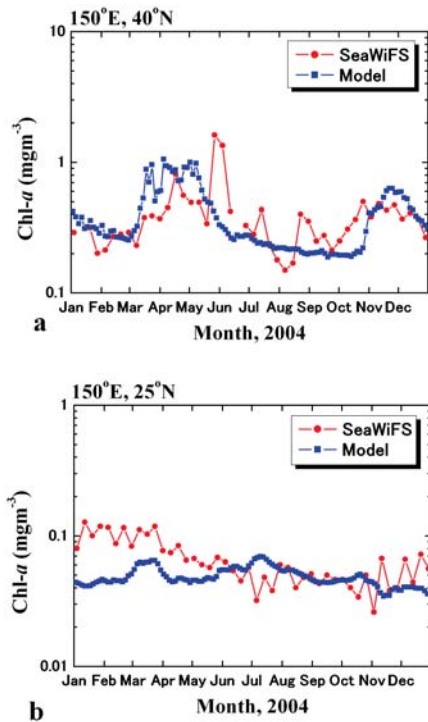 150°E, 40°N
SeaWiFS
Model
10
1
0.1
Chl-a (mgm⁻³)
Jan Feb Mar Apr May Jun Jul Aug Sep Oct Nov Dec
Month, 2004
a
150°E, 25°N
SeaWiFS
Model
1
0.1
0.01
Chl-a (mgm⁻³)
Jan Feb Mar Apr May Jun Jul Aug Sep Oct Nov Dec
Month, 2004
b